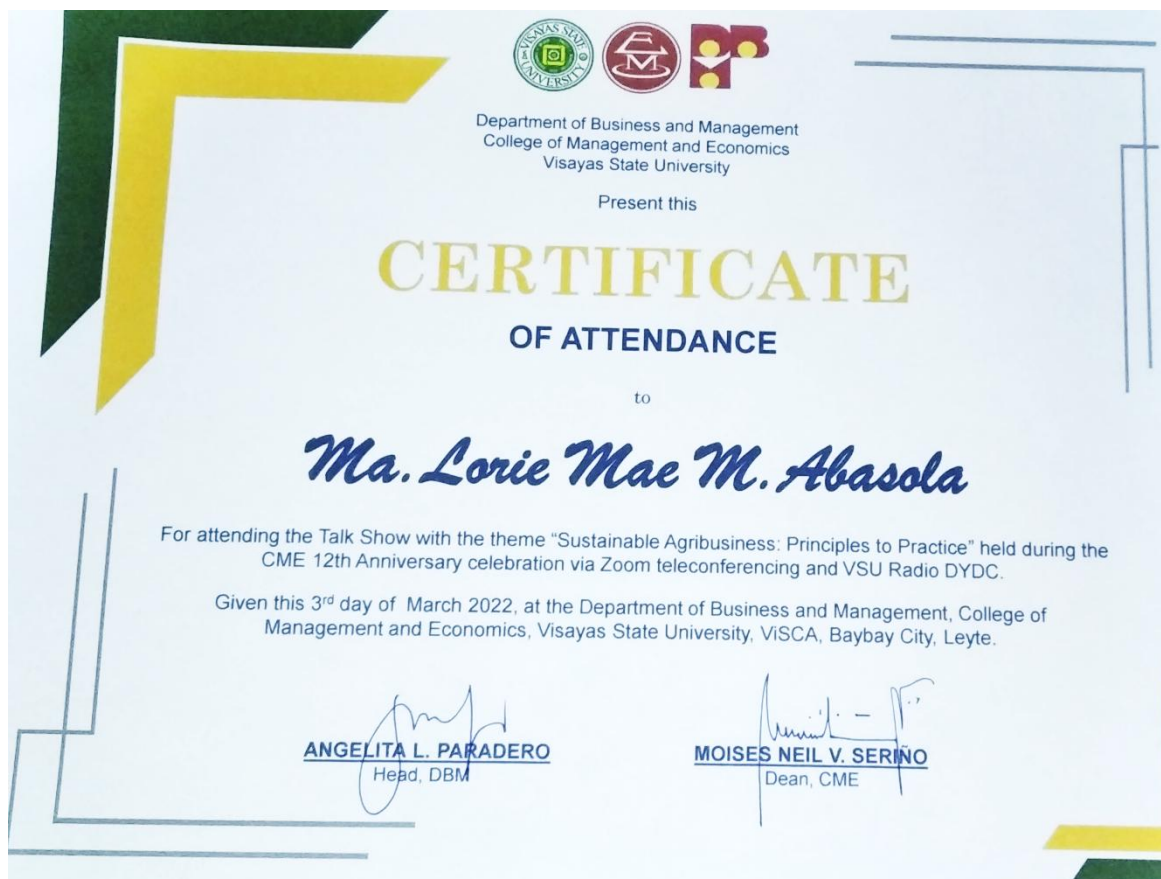 VISAYAS STATE UNIVERSITY
Department of Business and Management
College of Management and Economics
Visayas State University
Present this
CERTIFICATE
OF ATTENDANCE
to
Ma. Lorie Mae M. Abasola
For attending the Talk Show with the theme “Sustainable Agribusiness: Principles to Practice” held during the
CME 12th Anniversary celebration via Zoom teleconferencing and VSU Radio DYDC.
Given this 3rd day of March 2022, at the Department of Business and Management, College of
Management and Economics, Visayas State University, ViSCA, Baybay City, Leyte.
ANGELITA L. PARADERO
Head, DBM
MOISES NEIL V. SERIÑO
Dean, CME